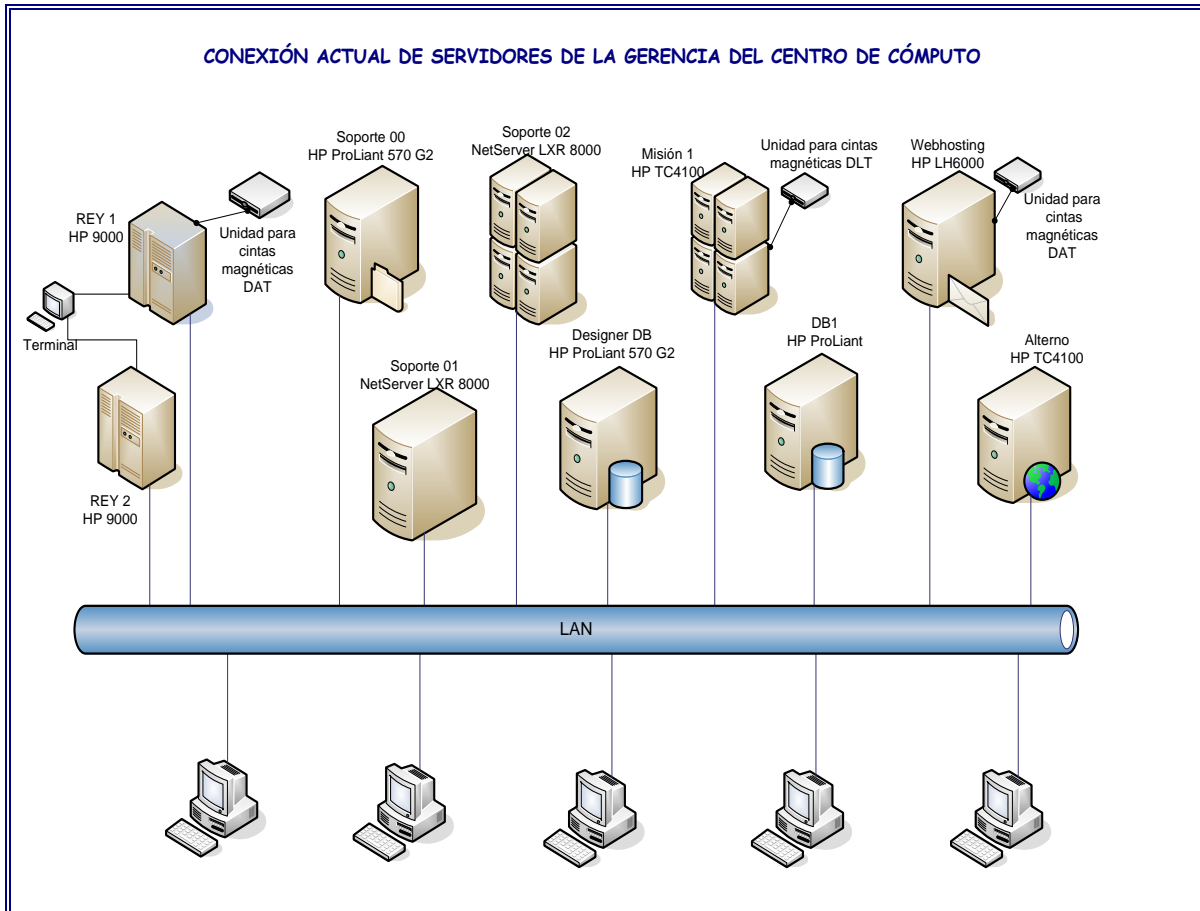 CONEXIÓN ACTUAL DE SERVIDORES DE LA GERENCIA DEL CENTRO DE CÓMPUTO
Soporte 00
HP ProLiant 570 G2
Soporte 02
NetServer LXR 8000
Misión 1
HP TC4100
Unidad para cintas
magnéticas DLT
Webhosting
HP LH6000
Unidad para
cintas
magnéticas
DAT
REY 1
HP 9000
Unidad para
cintas
magnéticas
DAT
Terminal
Soporte 01
NetServer LXR 8000
Designer DB
HP ProLiant 570 G2
DB1
HP ProLiant
Alterno
HP TC4100
REY 2
HP 9000
LAN